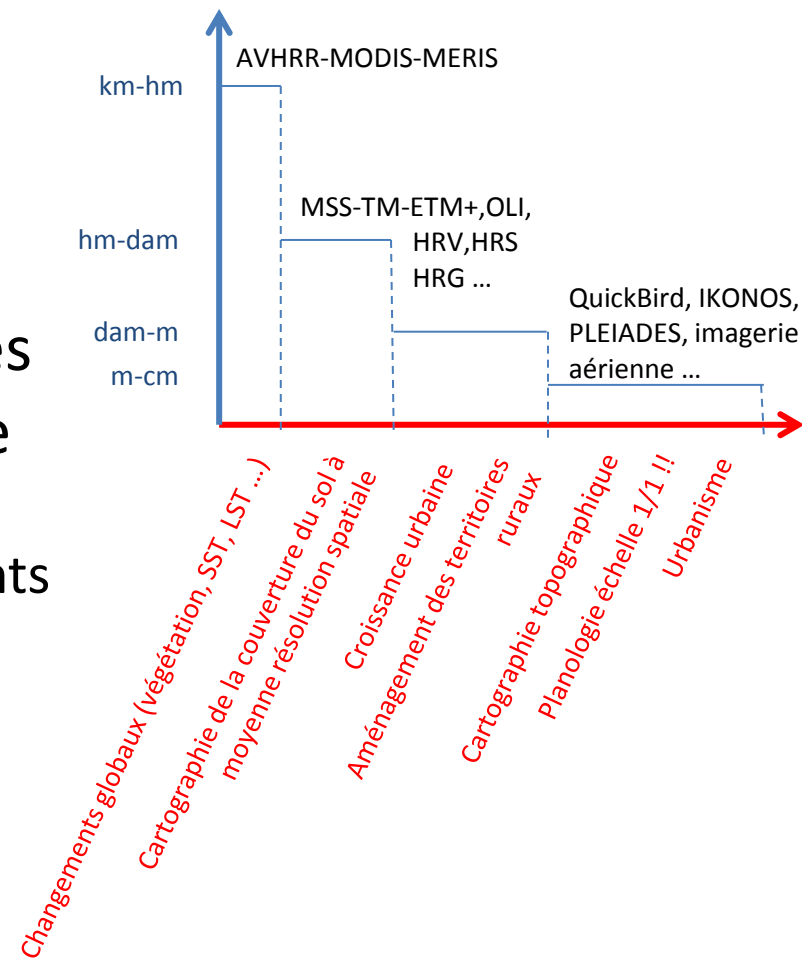 AVHRR-MODIS-MERIS
km-hm
MSS-TM-ETM+,OLI,
HRV,HRS
HRG ...
hm-dam
QuickBird, IKONOS,
PLEIADES, imagerie
aérienne ...
dam-m
m-cm
Changements globaux (végétation, SST, LST ...)
Cartographie de la couverture du sol à
moyenne résolution spatiale
Croissance urbaine
Aménagement des territoires
ruraux
Cartographie topographique
Planologie échelle 1/1 !!
Urbanisme